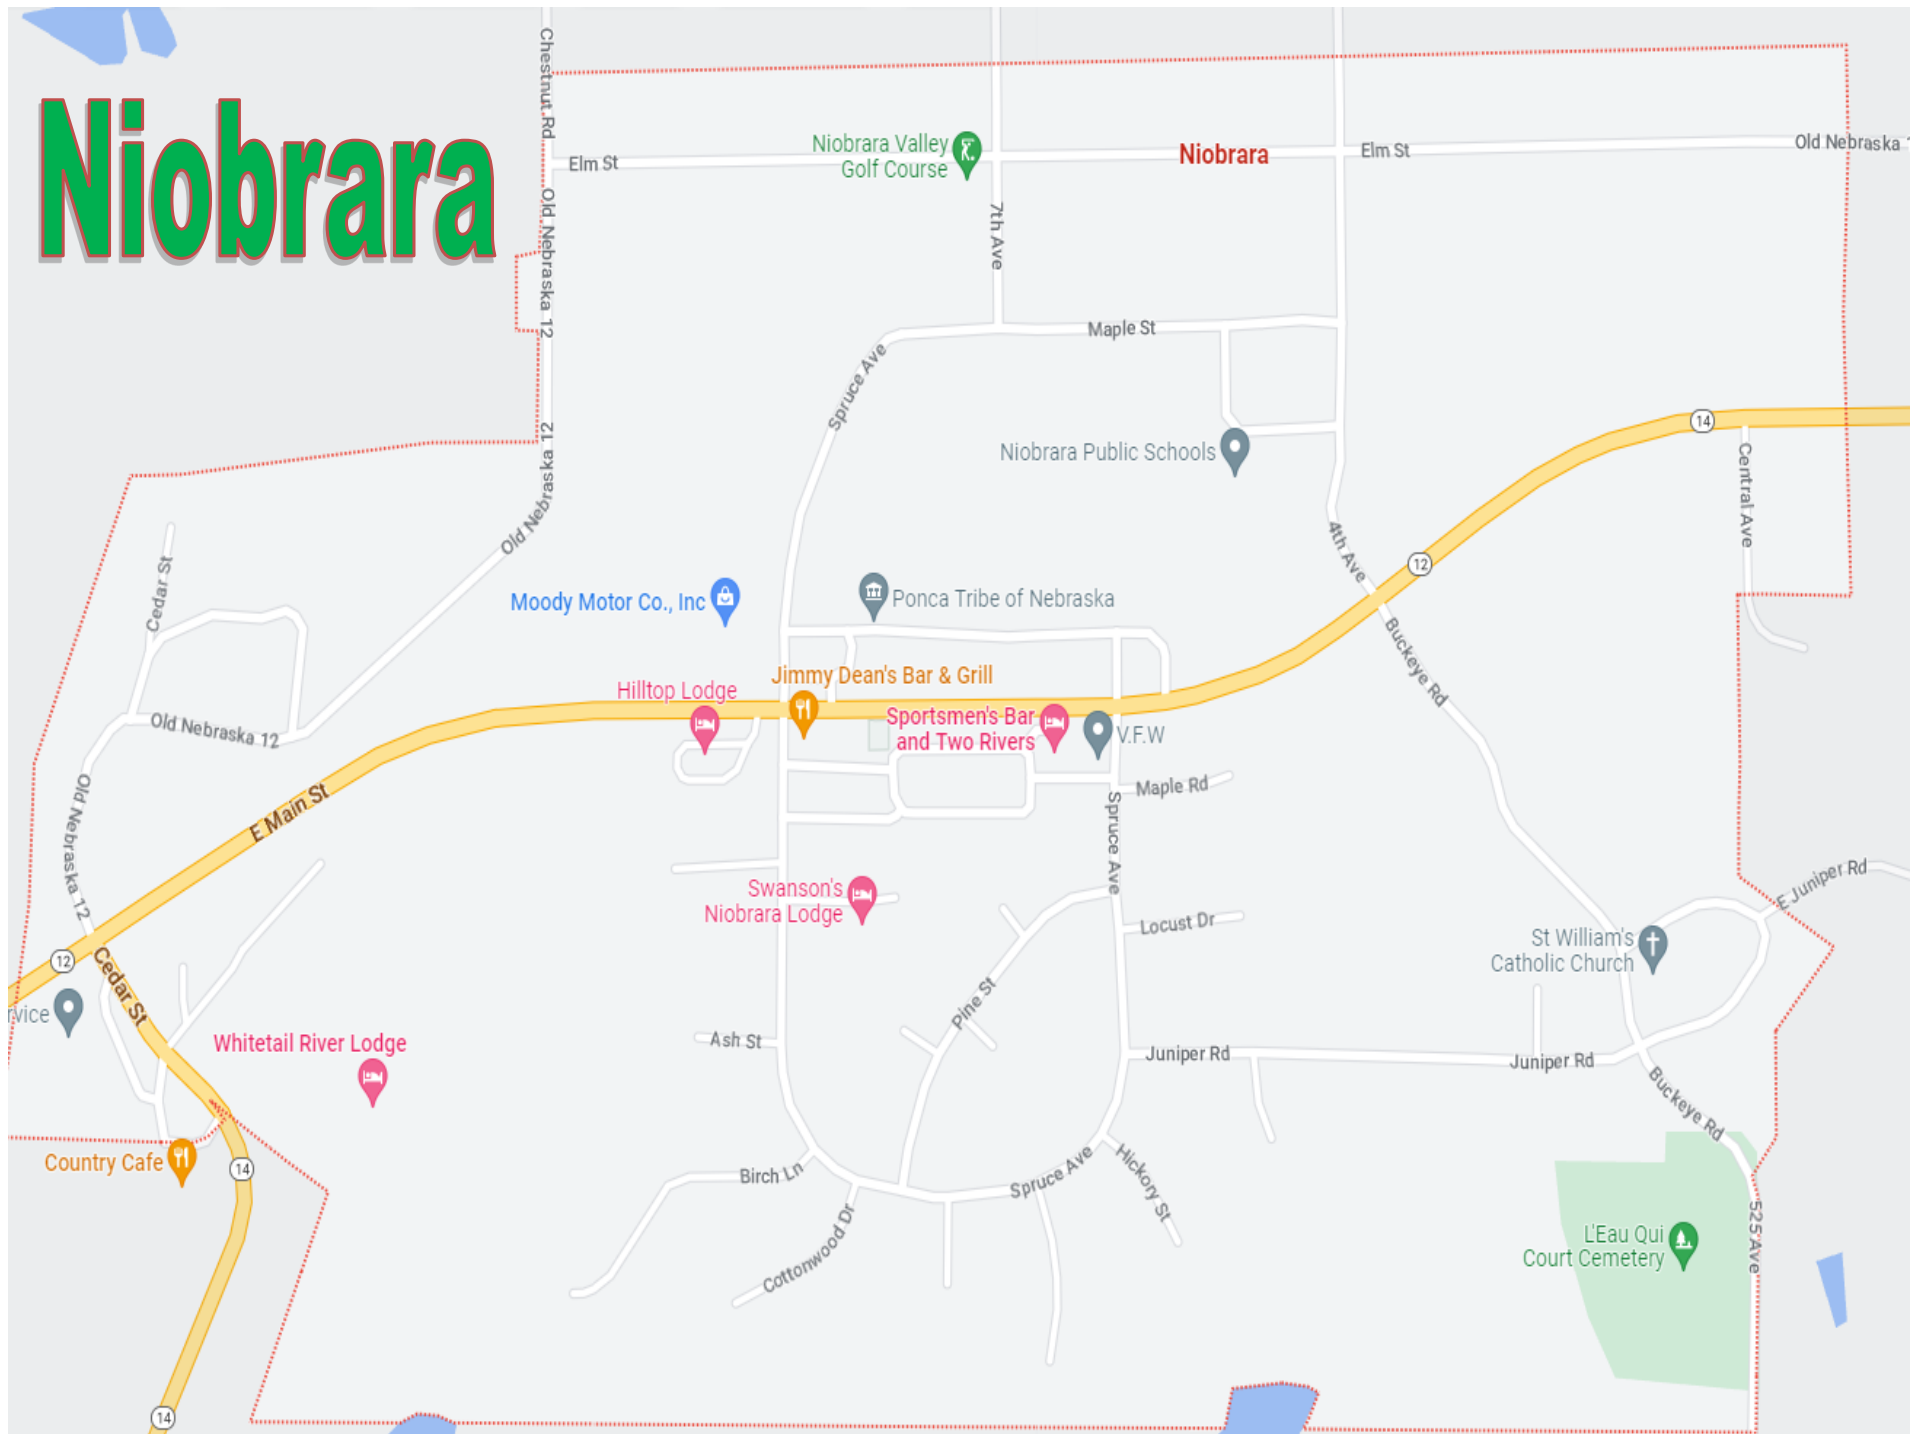 Chestnut Rd
Niobrara
Niobrara Valley
Golf Course
Niobrara
Elm St
Elm St
Old Nebraska 1
Old Nebraska 12
7th Ave
Maple St
Spruce Ave
14
Old Nebraska 12
Niobrara Public Schools
Central Ave
4th Ave
12
Cedar St
Moody Motor Co., Inc
Ponca Tribe of Nebraska
Buckeye Rd
Jimmy Dean's Bar & Grill
Hilltop Lodge
Sportsmen's Bar
and Two Rivers
V.F.W
Old Nebraska 12
Maple Rd
E Main St
Old Nebraska 12
Spruce Ave
Swanson's
Niobrara Lodge
E Juniper Rd
Locust Dr
St William's
Catholic Church
12
Cedar St
rvice
Pine St
Whitetail River Lodge
Ash St
Juniper Rd
Juniper Rd
Buckeye Rd
Country Cafe
14
Birch Ln
Spruce Ave
Hickory St
Cottonwood Dr
L'Eau Qui
Court Cemetery
525 Ave
14